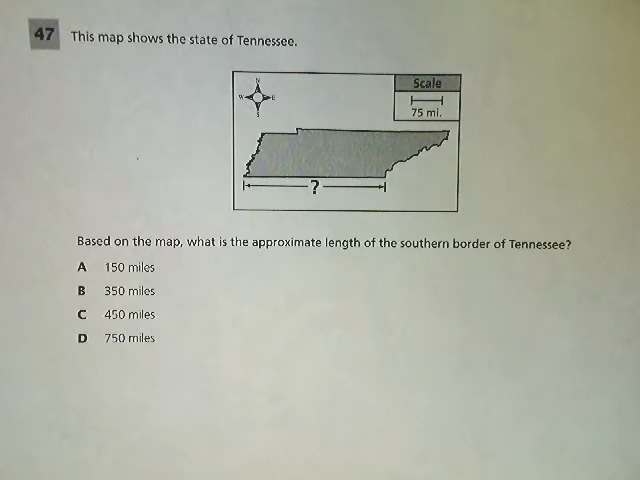 47 This map shows the state of Tennessee.
N
W E
S
Scale
75 mi.
?
Based on the map, what is the approximate length of the southern border of Tennessee?
A 150 miles
B 350 miles
C 450 miles
D 750 miles